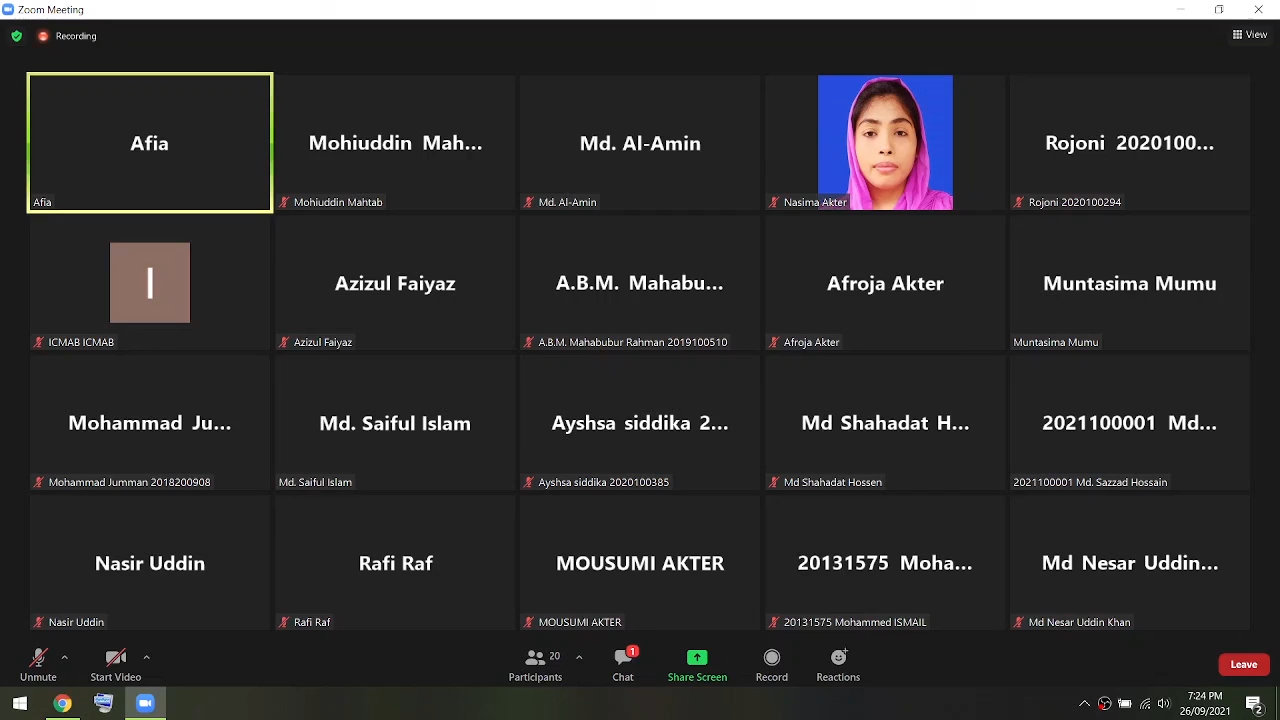 Zoom Meeting
Recording
View
Afia
Afia
Mohiuddin Mah...
Mohiuddin Mahtab
Md. Al-Amin
Md. Al-Amin
Nasima Akter
Rojoni 2020100...
Rojoni 2020100294
I
ICMAB ICMAB
Azizul Faiyaz
Azizul Faiyaz
A.B.M. Mahabu...
A.B.M. Mahabubur Rahman 2019100510
Afroja Akter
Afroja Akter
Muntasima Mumu
Muntasima Mumu
Mohammad Ju...
Mohammad Jumman 2018200908
Md. Saiful Islam
Md. Saiful Islam
Ayshsa siddika 2...
Ayshsa siddika 2020100385
Md Shahadat H...
Md Shahadat Hossen
2021100001 Md...
2021100001 Md. Sazzad Hossain
Nasir Uddin
Nasir Uddin
Rafi Raf
Rafi Raf
MOUSUMI AKTER
MOUSUMI AKTER
20131575 Moha...
20131575 Mohammed ISMAIL
Md Nesar Uddin...
Md Nesar Uddin Khan
Unmute
Start Video
20
Participants
1
Chat
Share Screen
Record
Reactions
Leave
7:24 PM
26/09/2021
2